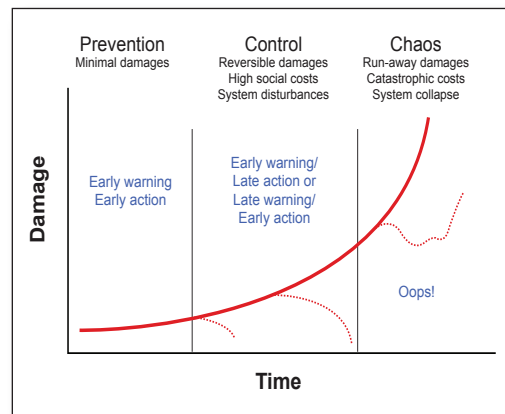 Prevention
Minimal damages
Control
Reversible damages
High social costs
System disturbances
Chaos
Run-away damages
Catastrophic costs
System collapse
Damage
Early warning
Early action
Early warning/
Late action or
Late warning/
Early action
Oops!
Time